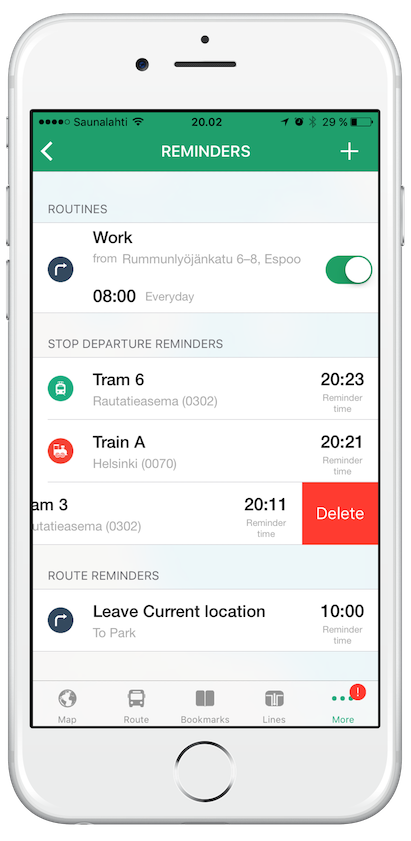 Saunalahti 20.02 29 %
REMINDERS
ROUTINES
Work
from Rummunlyöjänkatu 6–8, Espoo
08:00 Everyday
STOP DEPARTURE REMINDERS
Tram 6 20:23
Rautatieasema (0302) Reminder
time
Train A 20:21
Helsinki (0070) Reminder
time
am 3 20:11 Delete
utatieasema (0302) Reminder
time
ROUTE REMINDERS
Leave Current location 10:00
To Park Reminder
time
!
Map Route Bookmarks Lines More